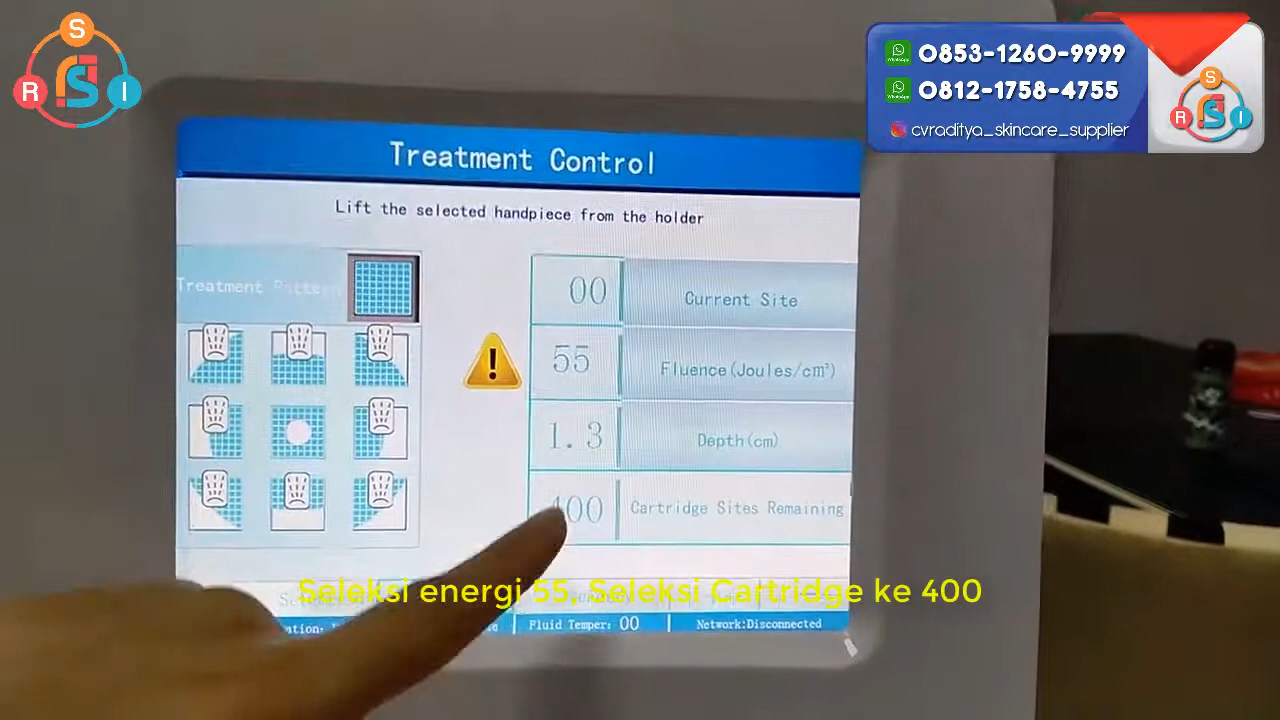 S
R
I
0853-1260-9999
0812-1758-4755
cvraditya_skincare_supplier
S
R
I
Treatment Control
Lift the selected handpiece from the holder
Treatment Pattern
00 Current Site
55 Fluence(Joules/cm²)
1.3 Depth(cm)
400 Cartridge Sites Remaining
Seleksi energi 55. Seleksi Cartridge ke 400
Fluid Temper: 00
Network:Disconnected